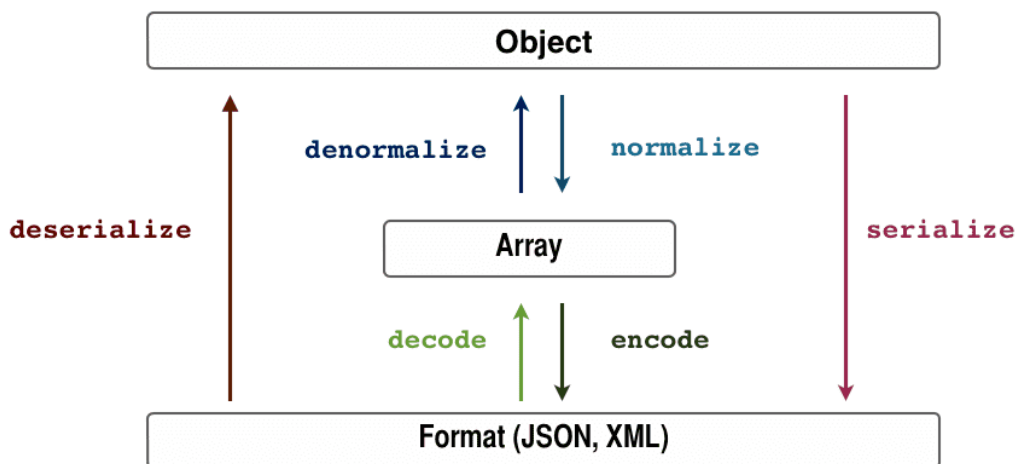 Object
denormalize
normalize
deserialize
Array
serialize
decode
encode
Format (JSON, XML)